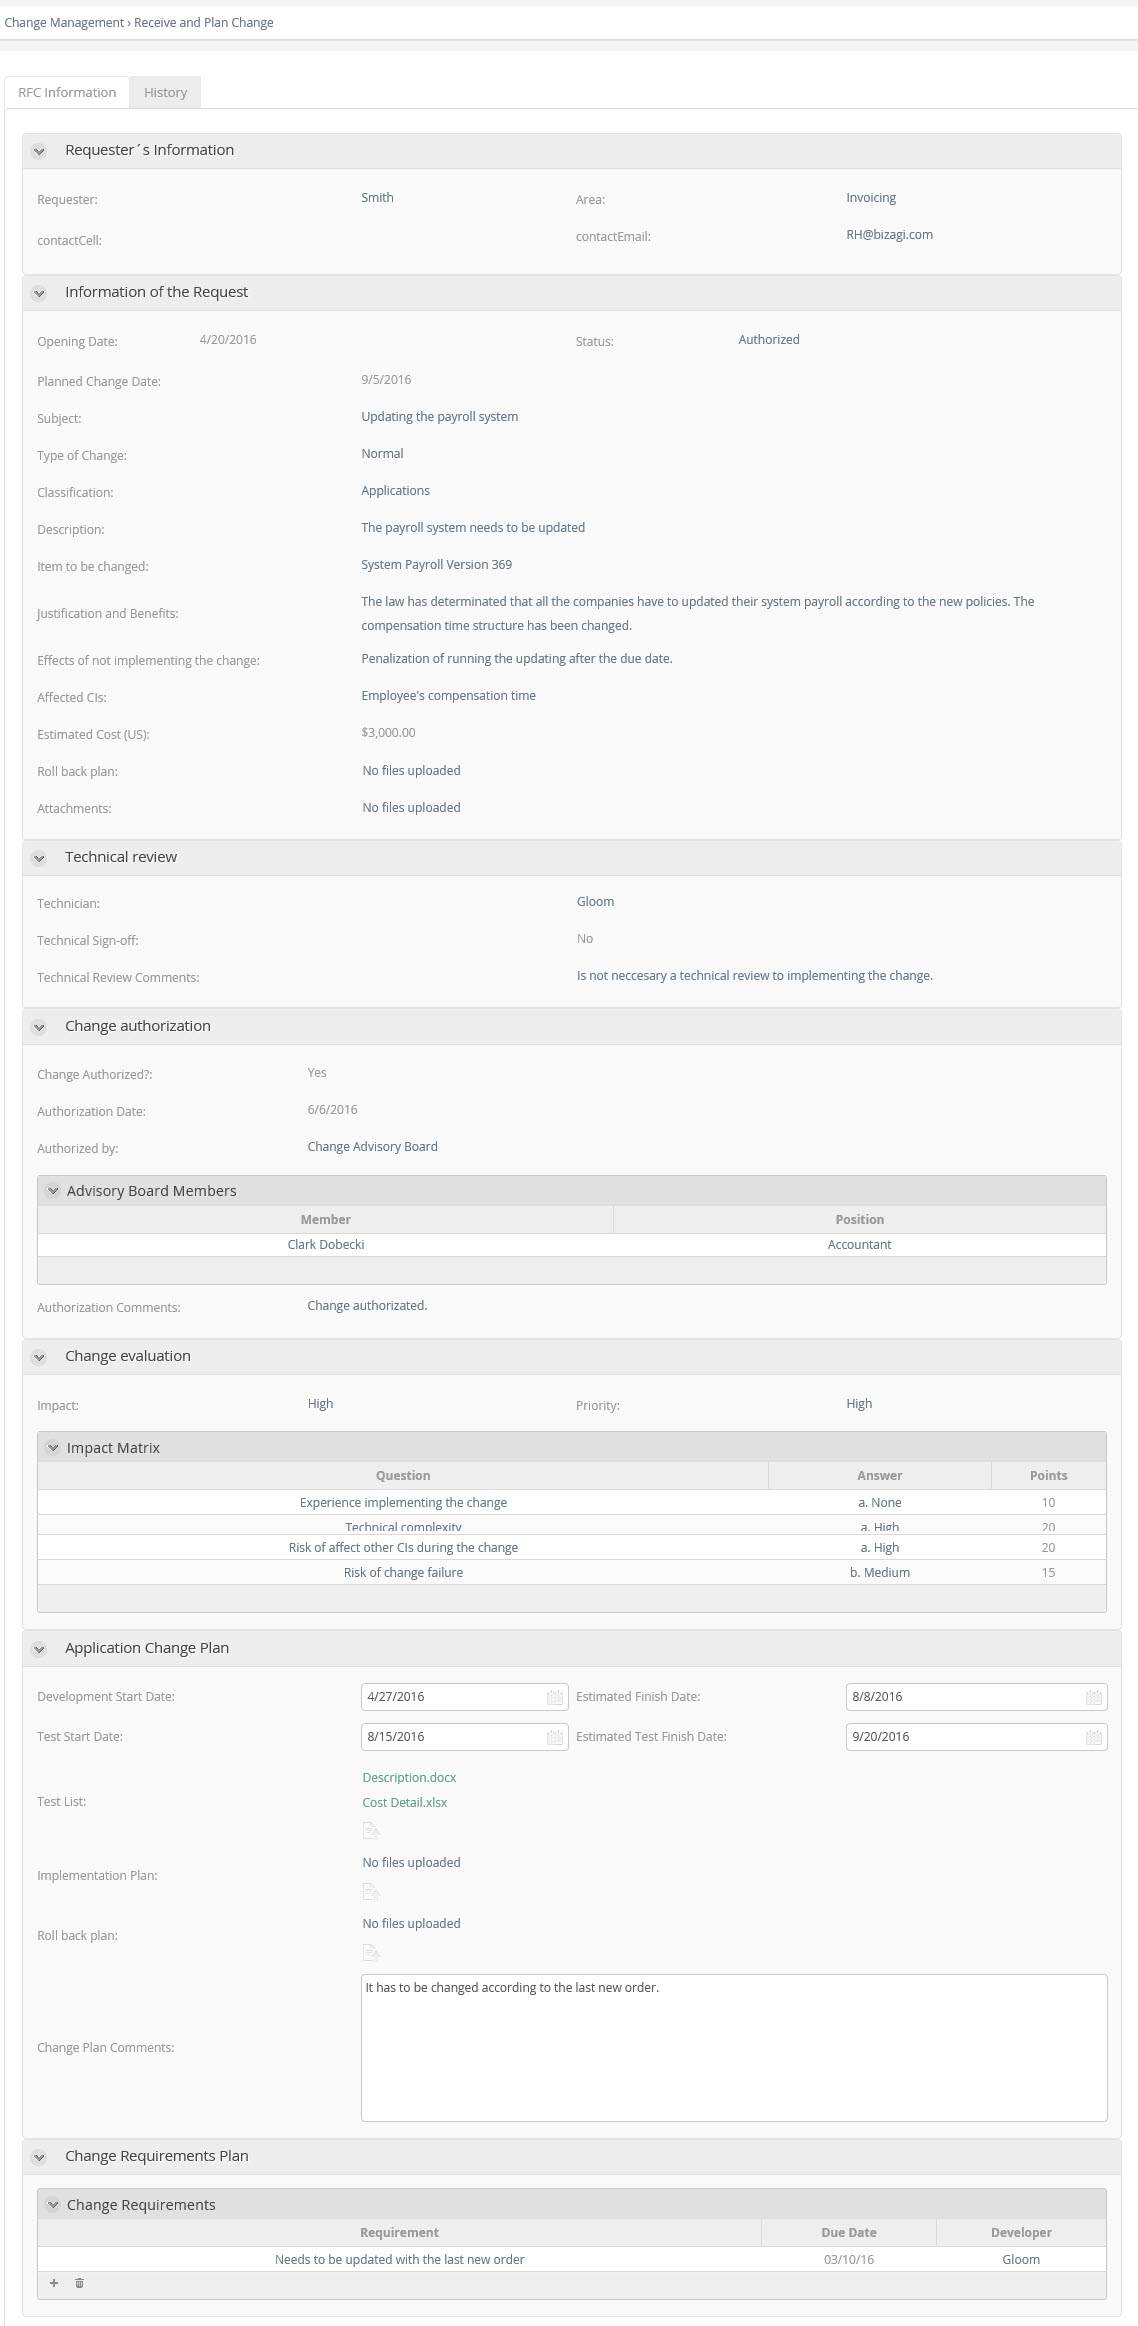 Change Management › Receive and Plan Change
RFC Information History
Requester´s Information
Requester: Smith Area: Invoicing
contactCell: contactEmail: RH@bizagi.com
Information of the Request
Opening Date: 4/20/2016 Status: Authorized
Planned Change Date: 9/5/2016
Subject: Updating the payroll system
Type of Change: Normal
Classification: Applications
Description: The payroll system needs to be updated
Item to be changed: System Payroll Version 369
Justification and Benefits: The law has determinated that all the companies have to updated their system payroll according to the new policies. The
compensation time structure has been changed.
Effects of not implementing the change: Penalization of running the updating after the due date.
Affected CIs: Employee's compensation time
Estimated Cost (US): $3,000.00
Roll back plan: No files uploaded
Attachments: No files uploaded
Technical review
Technician: Gloom
Technical Sign-off: No
Technical Review Comments: Is not neccesary a technical review to implementing the change.
Change authorization
Change Authorized?: Yes
Authorization Date: 6/6/2016
Authorized by: Change Advisory Board
Advisory Board Members
Member Position
Clark Dobecki Accountant
Authorization Comments: Change authorizated.
Change evaluation
Impact: High Priority: High
Impact Matrix
Question Answer Points
Experience implementing the change a. None 10
Technical complexity a. High 20
Risk of affect other CIs during the change a. High 20
Risk of change failure b. Medium 15
Application Change Plan
Development Start Date: 4/27/2016 Estimated Finish Date: 8/8/2016
Test Start Date: 8/15/2016 Estimated Test Finish Date: 9/20/2016
Description.docx
Test List: Cost Detail.xlsx
Implementation Plan: No files uploaded
Roll back plan: No files uploaded
It has to be changed according to the last new order.
Change Plan Comments:
Change Requirements Plan
Change Requirements
Requirement Due Date Developer
Needs to be updated with the last new order 03/10/16 Gloom